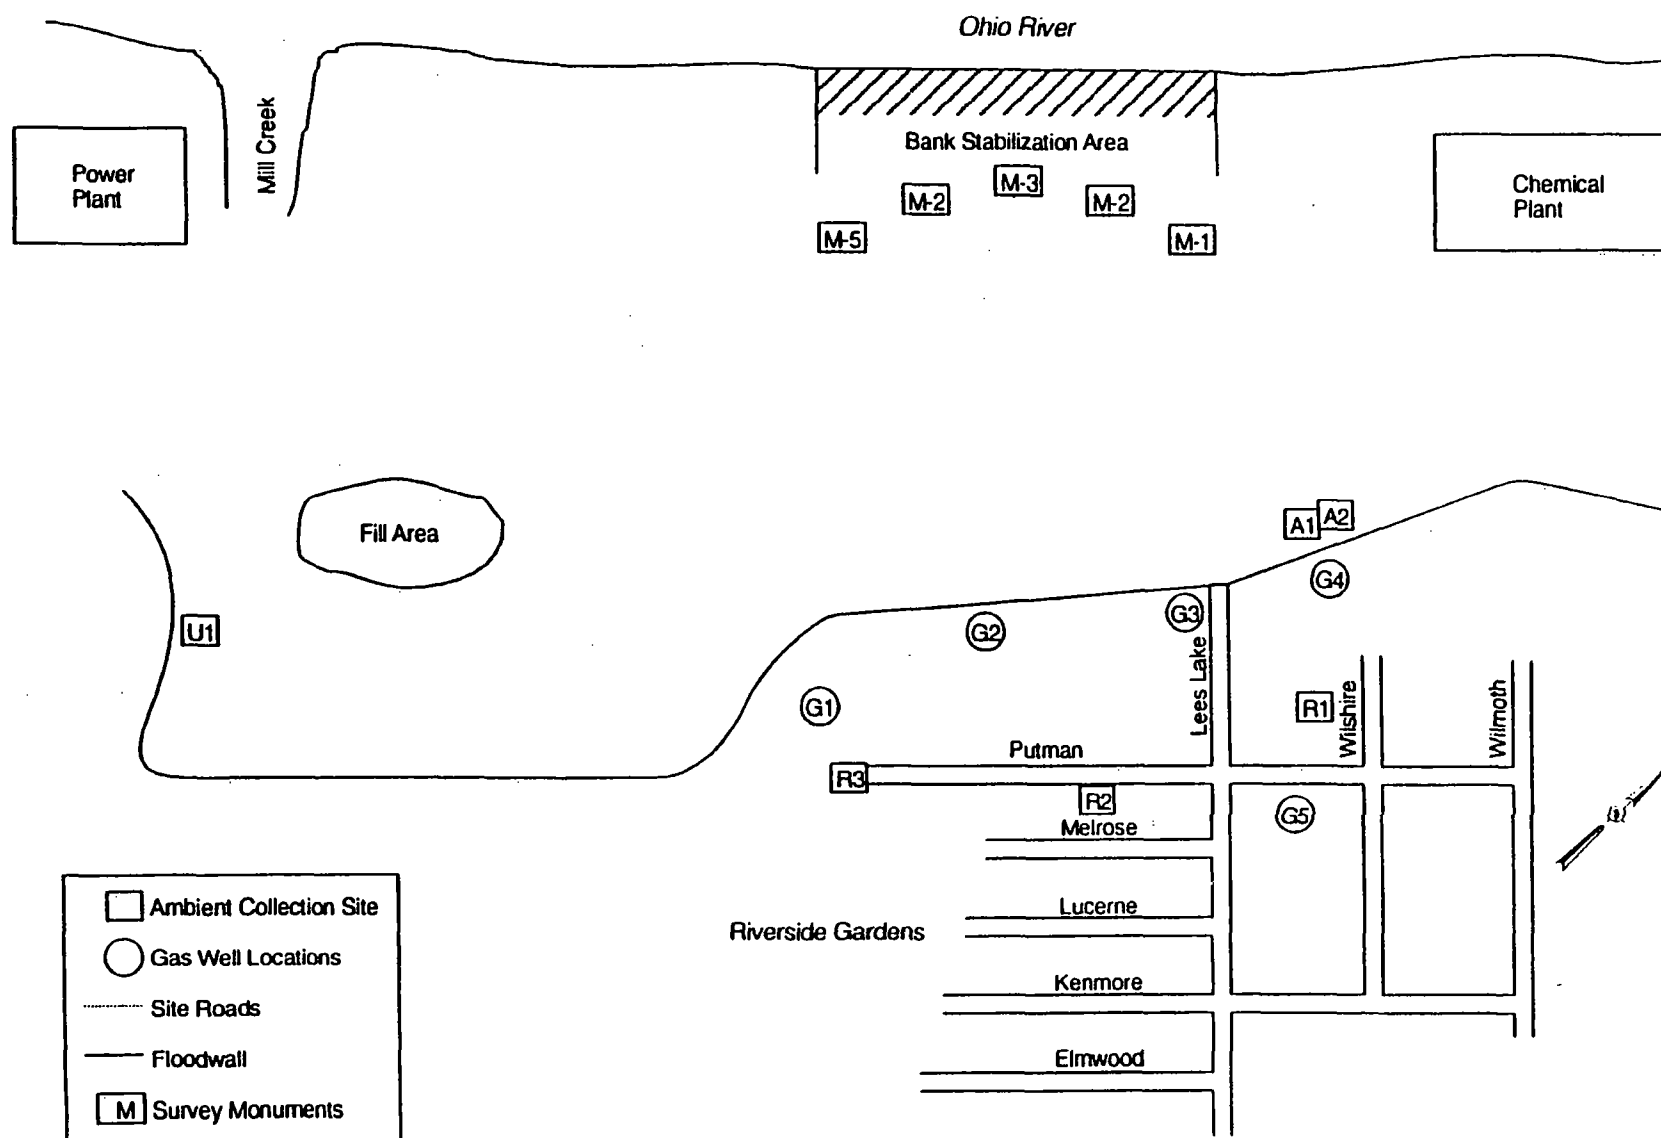 Ohio River
Mill Creek
Bank Stabilization Area
Power
Plant
M-3
Chemical
Plant
M-2
M-2
M-5
M-1
Fill Area
A1
A2
G4
G3
U1
G2
Lees Lake
G1
R1
Wilshire
Wilmoth
Putman
R3
R2
G5
Melrose
Ambient Collection Site
Lucerne
Gas Well Locations
Riverside Gardens
Kenmore
Site Roads
Floodwall
Elmwood
M Survey Monuments